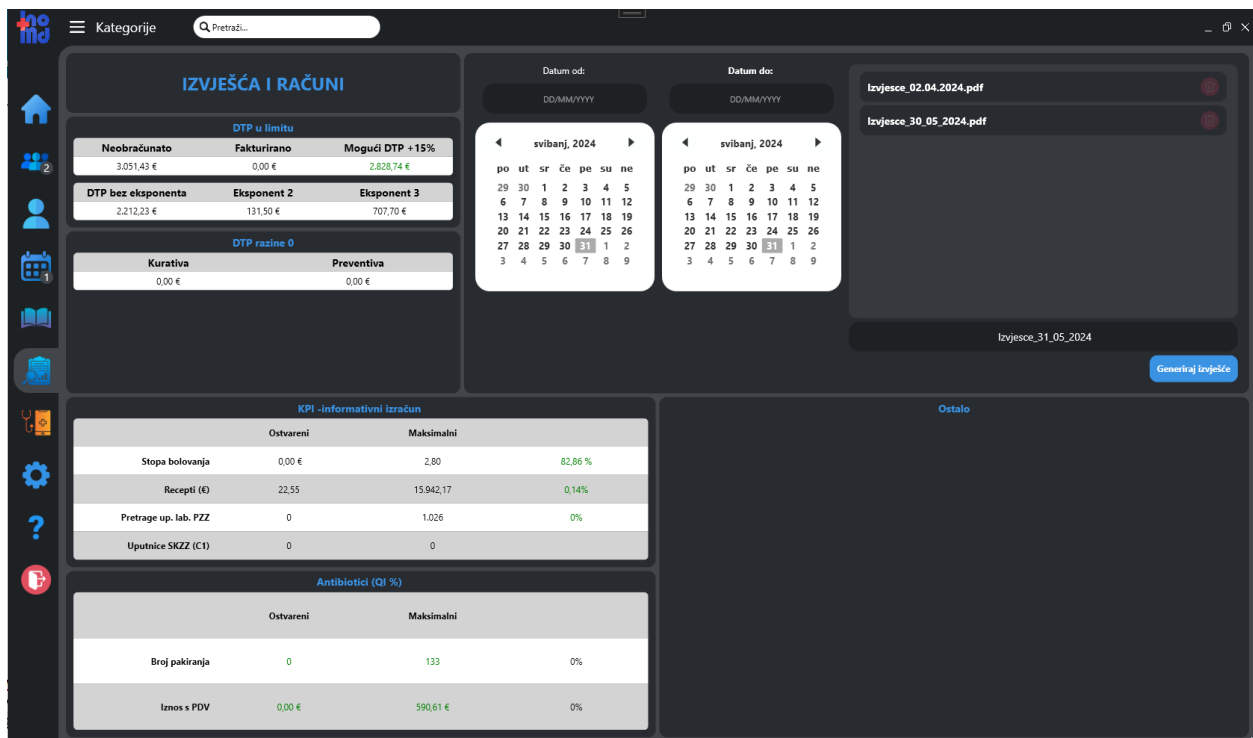 ino
md
Kategorije
Pretraži...
2
1
IZVJEŠĆA I RAČUNI
DTP u limitu
Neobračunato Fakturirano Mogući DTP +15%
3.051,43 € 0,00 € 2.828,74 €
DTP bez eksponenta Eksponent 2 Eksponent 3
2.212,23 € 131,50 € 707,70 €
DTP razine 0
Kurativa Preventiva
0,00 € 0,00 €
Datum od:
DD/MM/YYYY
svibanj, 2024
po ut sr če pe su ne
29 30 1 2 3 4 5
6 7 8 9 10 11 12
13 14 15 16 17 18 19
20 21 22 23 24 25 26
27 28 29 30 31 1 2
3 4 5 6 7 8 9
Datum do:
DD/MM/YYYY
svibanj, 2024
po ut sr če pe su ne
29 30 1 2 3 4 5
6 7 8 9 10 11 12
13 14 15 16 17 18 19
20 21 22 23 24 25 26
27 28 29 30 31 1 2
3 4 5 6 7 8 9
Izvjesce_02.04.2024.pdf
Izvjesce_30_05_2024.pdf
Izvjesce_31_05_2024
Generiraj izvješće
KPI -informativni izračun
Ostvareni Maksimalni
Stopa bolovanja 0,00 € 2,80 82,86 %
Recepti (€) 22,55 15.942,17 0,14%
Pretrage up. lab. PZZ 0 1.026 0%
Uputnice SKZZ (C1) 0 0
Antibiotici (QI %)
Ostvareni Maksimalni
Broj pakiranja 0 133 0%
Iznos s PDV 0,00 € 590,61 € 0%
Ostalo